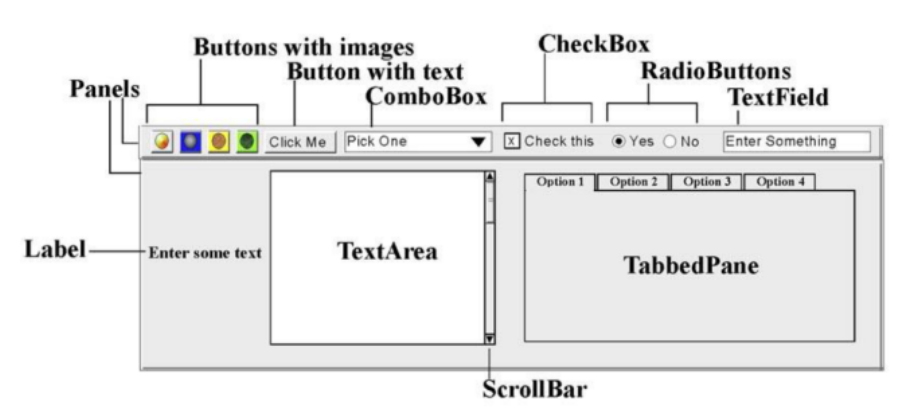 Buttons with images
CheckBox
Button with text
RadioButtons
Panels
ComboBox
TextField
Click Me
Pick One
X Check this
Yes
No
Enter Something
Option 1
Option 2
Option 3
Option 4
Label
Enter some text
TextArea
TabbedPane
ScrollBar